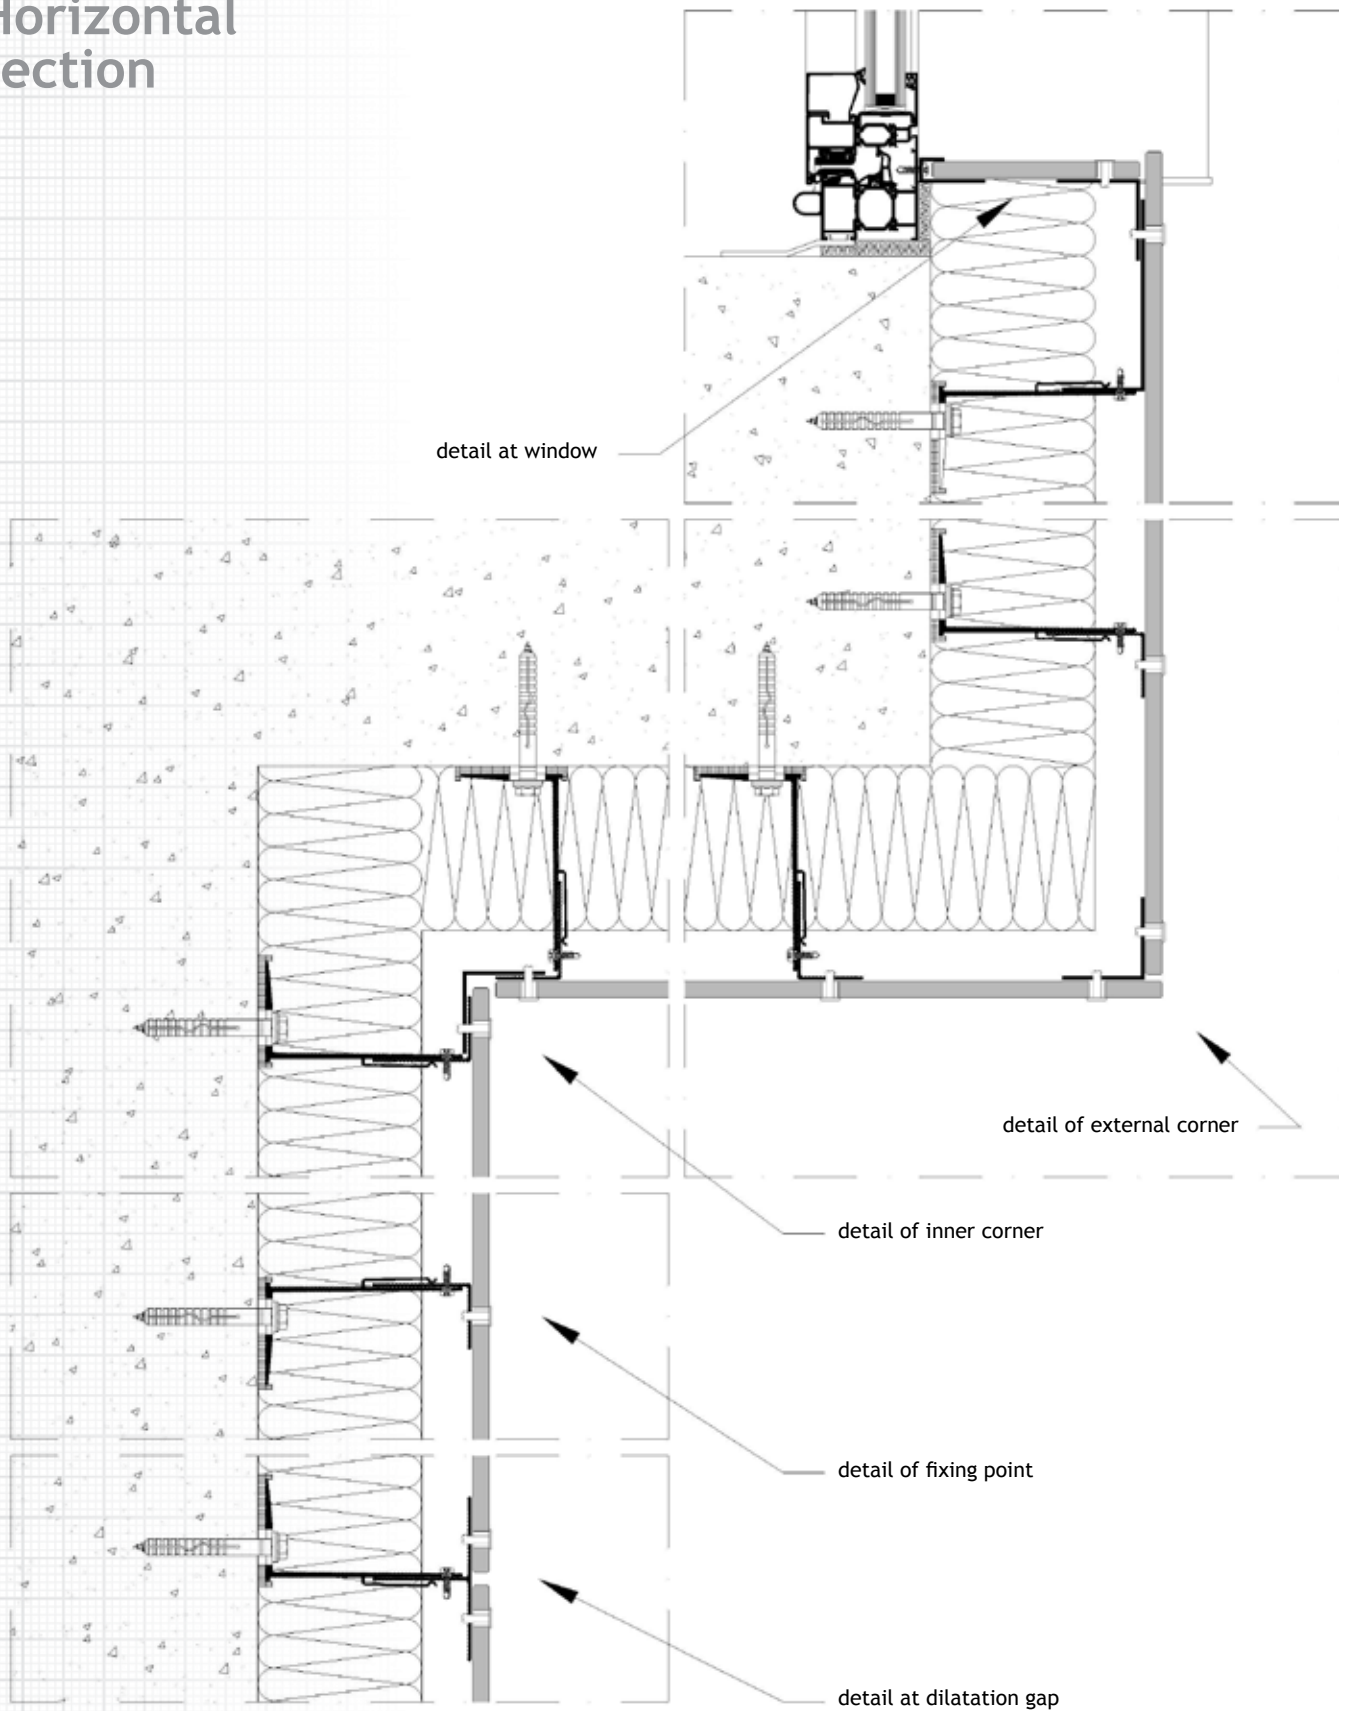 Horizontal
ection
detail at window
detail of external corner
detail of inner corner
detail of fixing point
detail at dilatation gap